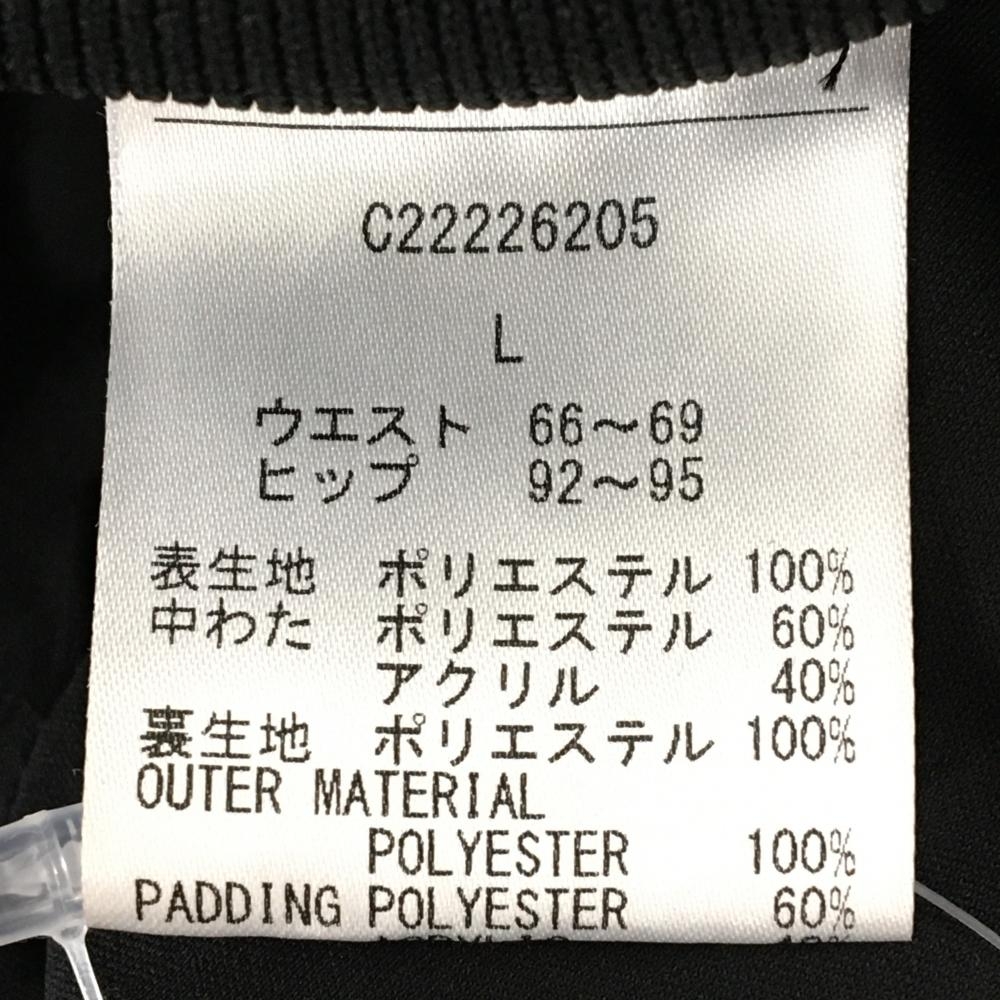 C22226205
L
ウエスト 66～69
ヒップ 92～95
表生地 ポリエステル 100%
中わた ポリエステル 60%
アクリル 40%
裏生地 ポリエステル 100%
OUTER MATERIAL
POLYESTER 100%
PADDING POLYESTER 60%